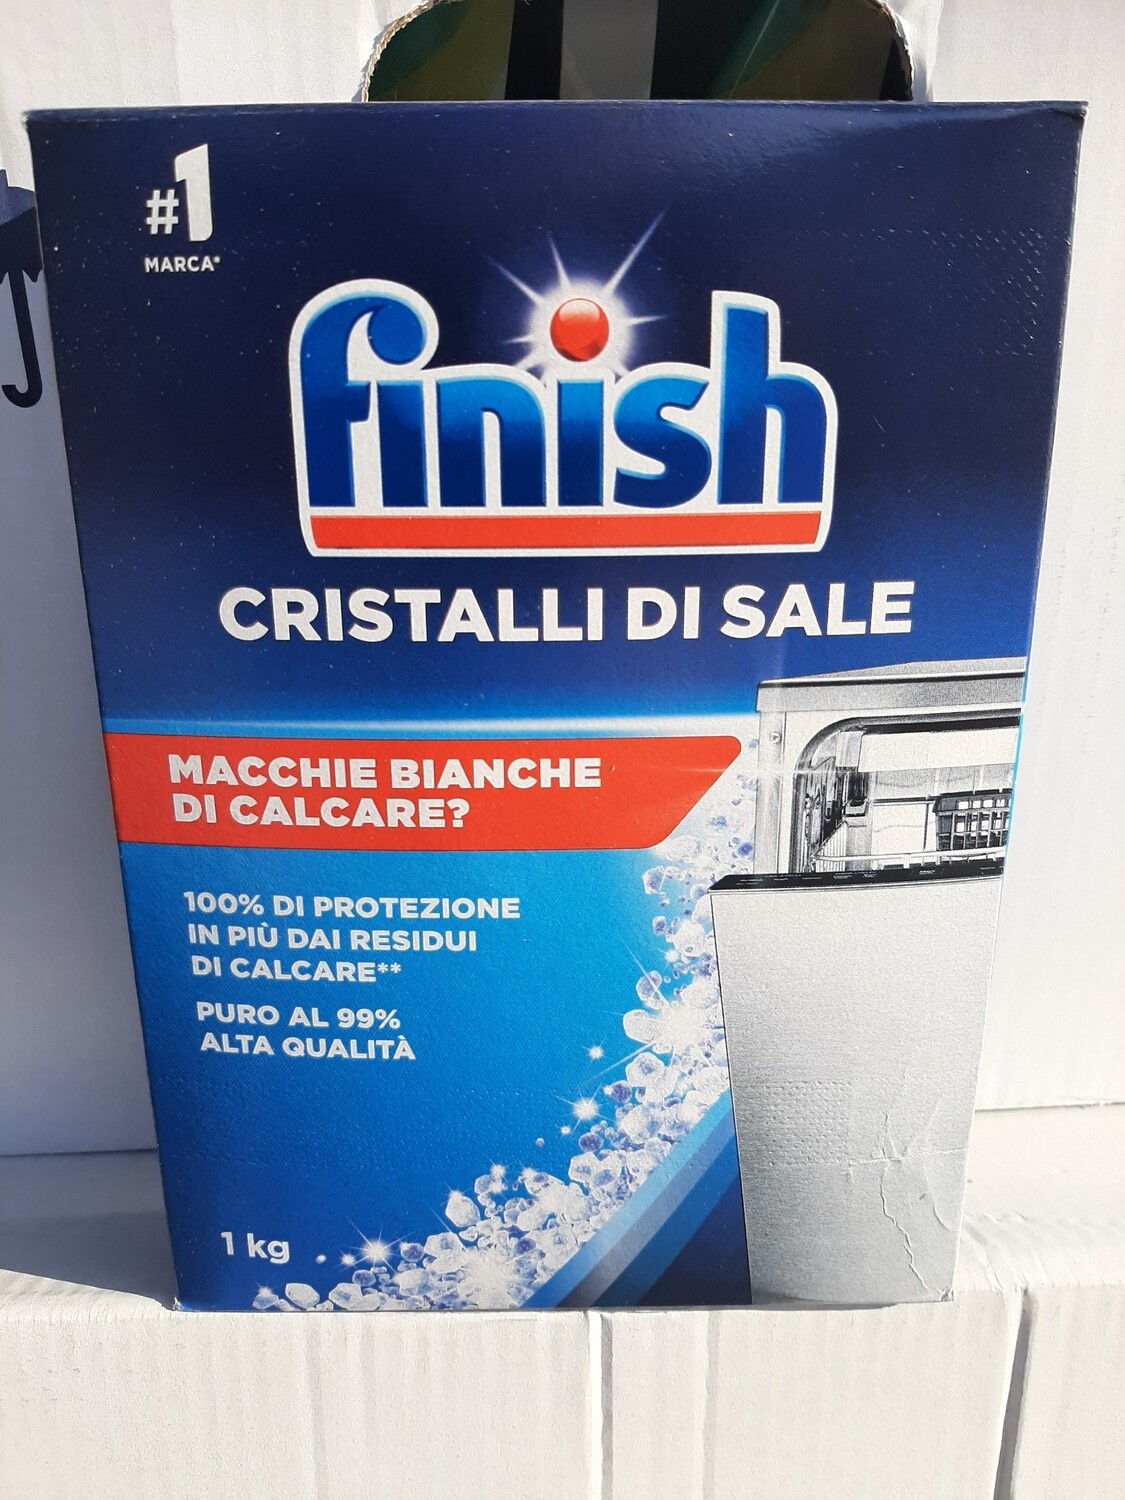 #1
MARCA*
finish
CRISTALLI DI SALE
MACCHIE BIANCHE
DI CALCARE?
100% DI PROTEZIONE
IN PIÙ DAI RESIDUI
DI CALCARE**
PURO AL 99%
ALTA QUALITÀ
1 kg